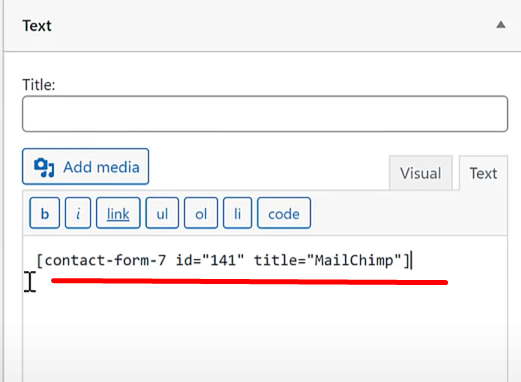 Text
Title:
Add media
Visual
Text
b
i
link
ul
ol
li
code
[contact-form-7 id="141" title="MailChimp"]